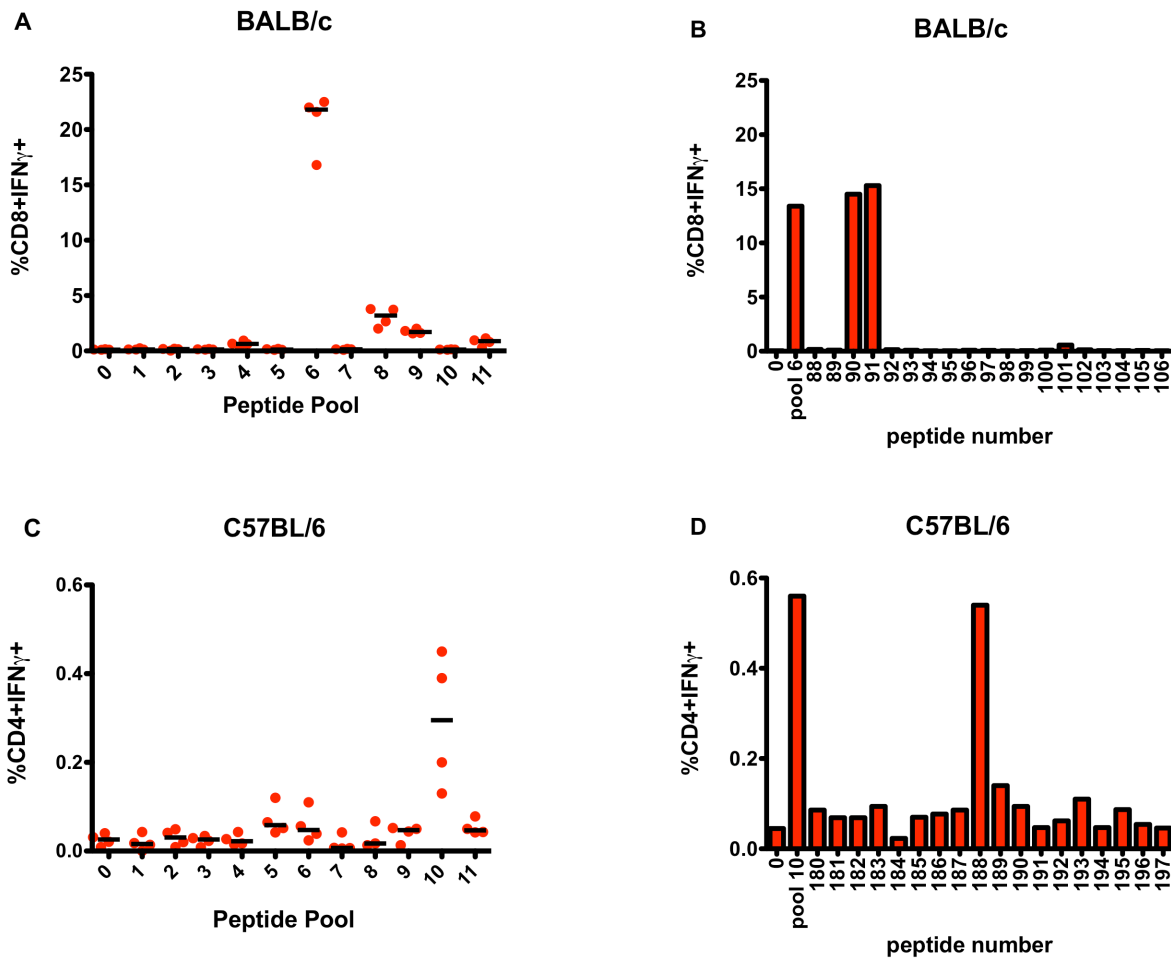 A
BALB/c
%CD8+IFNγ+
25
20
15
10
5
0
0 1 2 3 4 5 6 7 8 9 10 11
Peptide Pool
B
BALB/c
%CD8+IFNγ+
25
20
15
10
5
0
0 pool 6 88 89 90 91 92 93 94 95 96 97 98 99 100 101 102 103 104 105 106
peptide number
C
C57BL/6
%CD4+IFNγ+
0.6
0.4
0.2
0.0
0 1 2 3 4 5 6 7 8 9 10 11
Peptide Pool
D
C57BL/6
%CD4+IFNγ+
0.6
0.4
0.2
0.0
0 pool 10 180 181 182 183 184 185 186 187 188 189 190 191 192 193 194 195 196 197
peptide number